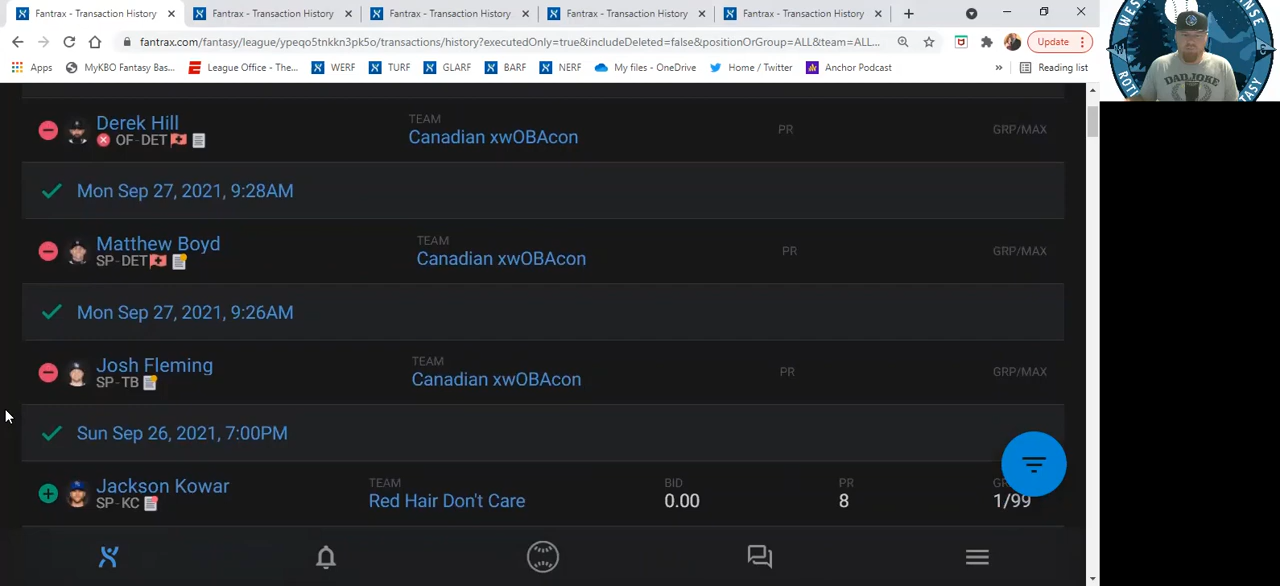 Fantrax - Transaction History
Fantrax - Transaction History
Fantrax - Transaction History
Fantrax - Transaction History
Fantrax - Transaction History
fantrax.com/fantasy/league/ypeqo5tnkkn3pk5o/transactions/history?executedOnly=true&includeDeleted=false&positionOrGroup=ALL&team=ALL...
Update
Apps
MyKBO Fantasy Bas...
League Office - The...
WERF
TURF
GLARF
BARF
NERF
My files - OneDrive
Home / Twitter
Anchor Podcast
»
Reading list
DAD JOKE
Derek Hill
OF-DET
TEAM
Canadian xwOBAcon
PR
GRP/MAX
Mon Sep 27, 2021, 9:28AM
Matthew Boyd
SP-DET
TEAM
Canadian xwOBAcon
PR
GRP/MAX
Mon Sep 27, 2021, 9:26AM
Josh Fleming
SP-TB
TEAM
Canadian xwOBAcon
PR
GRP/MAX
Sun Sep 26, 2021, 7:00PM
Jackson Kowar
SP-KC
TEAM
Red Hair Don't Care
BID
0.00
PR
8
1/99